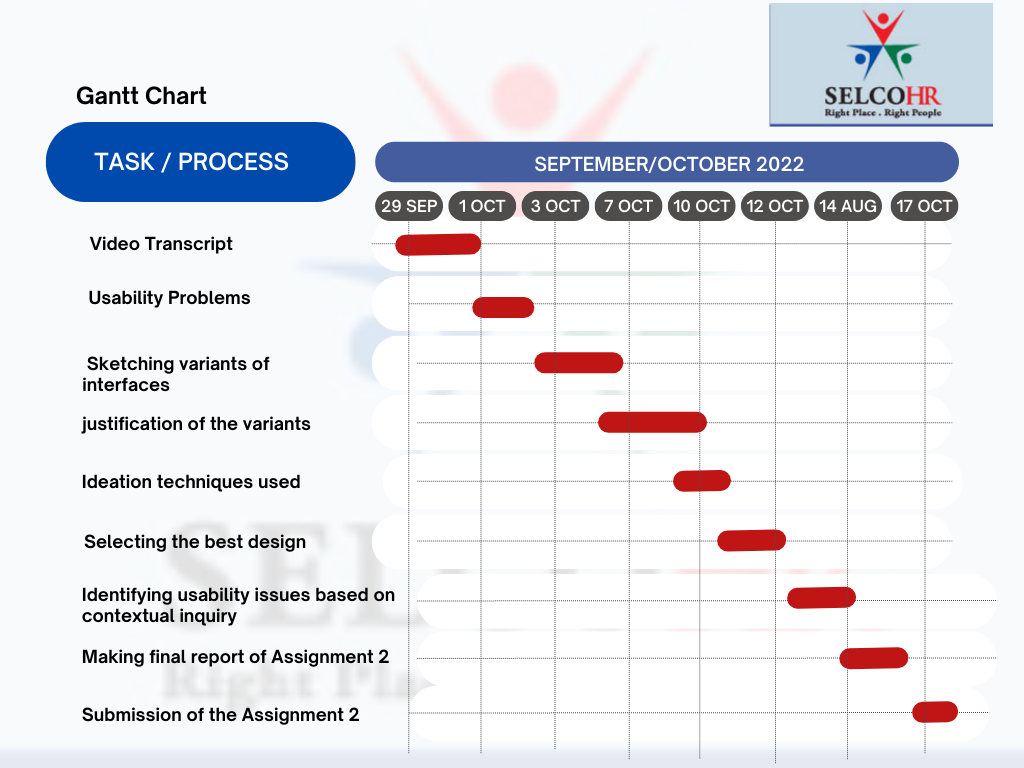 SELCOHR
Right Place . Right People
Gantt Chart
TASK / PROCESS
SEPTEMBER/OCTOBER 2022
29 SEP
1 OCT
3 OCT
7 OCT
10 OCT
12 OCT
14 AUG
17 OCT
Video Transcript
Usability Problems
Sketching variants of
interfaces
justification of the variants
Ideation techniques used
Selecting the best design
Identifying usability issues based on
contextual inquiry
Making final report of Assignment 2
Submission of the Assignment 2
SEL
Right Pla